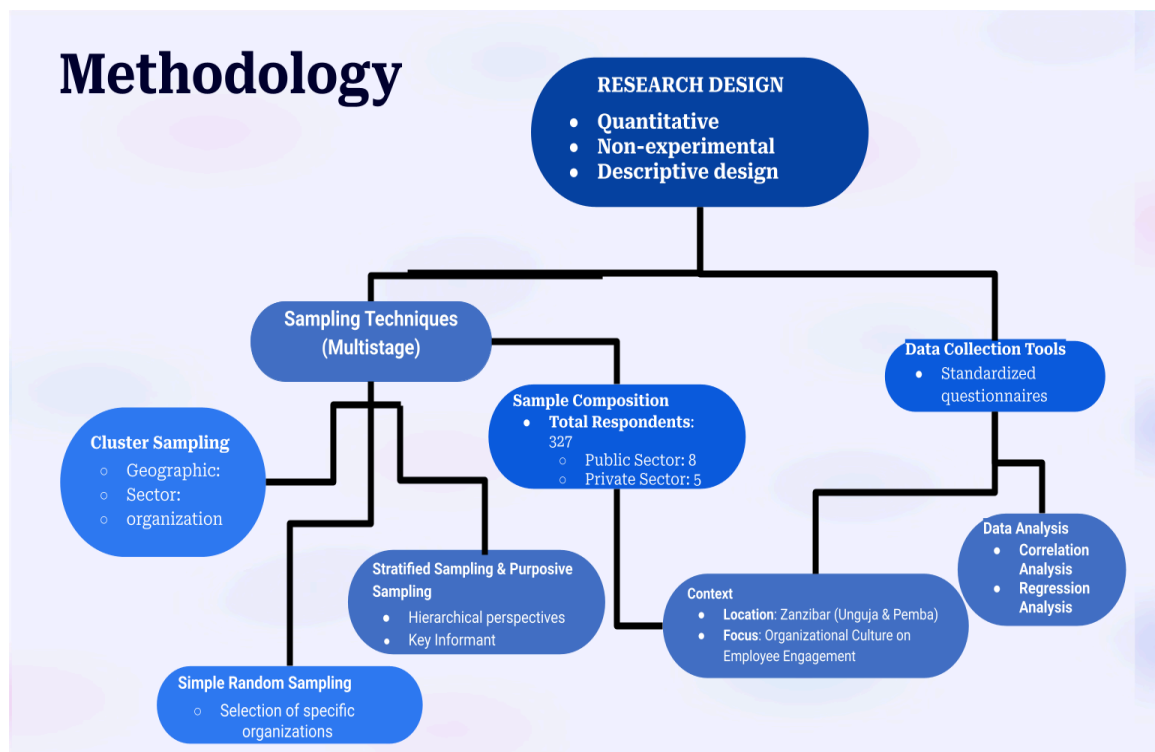 Methodology
RESEARCH DESIGN
● Quantitative
● Non-experimental
● Descriptive design
Sampling Techniques
(Multistage)
Data Collection Tools
● Standardized
questionnaires
Sample Composition
● Total Respondents:
327
○ Public Sector: 8
○ Private Sector: 5
Cluster Sampling
○ Geographic:
○ Sector:
○ organization
Stratified Sampling & Purposive
Sampling
● Hierarchical perspectives
● Key Informant
Data Analysis
● Correlation
Analysis
● Regression
Analysis
Context
● Location: Zanzibar (Unguja & Pemba)
● Focus: Organizational Culture on
Employee Engagement
Simple Random Sampling
○ Selection of specific
organizations